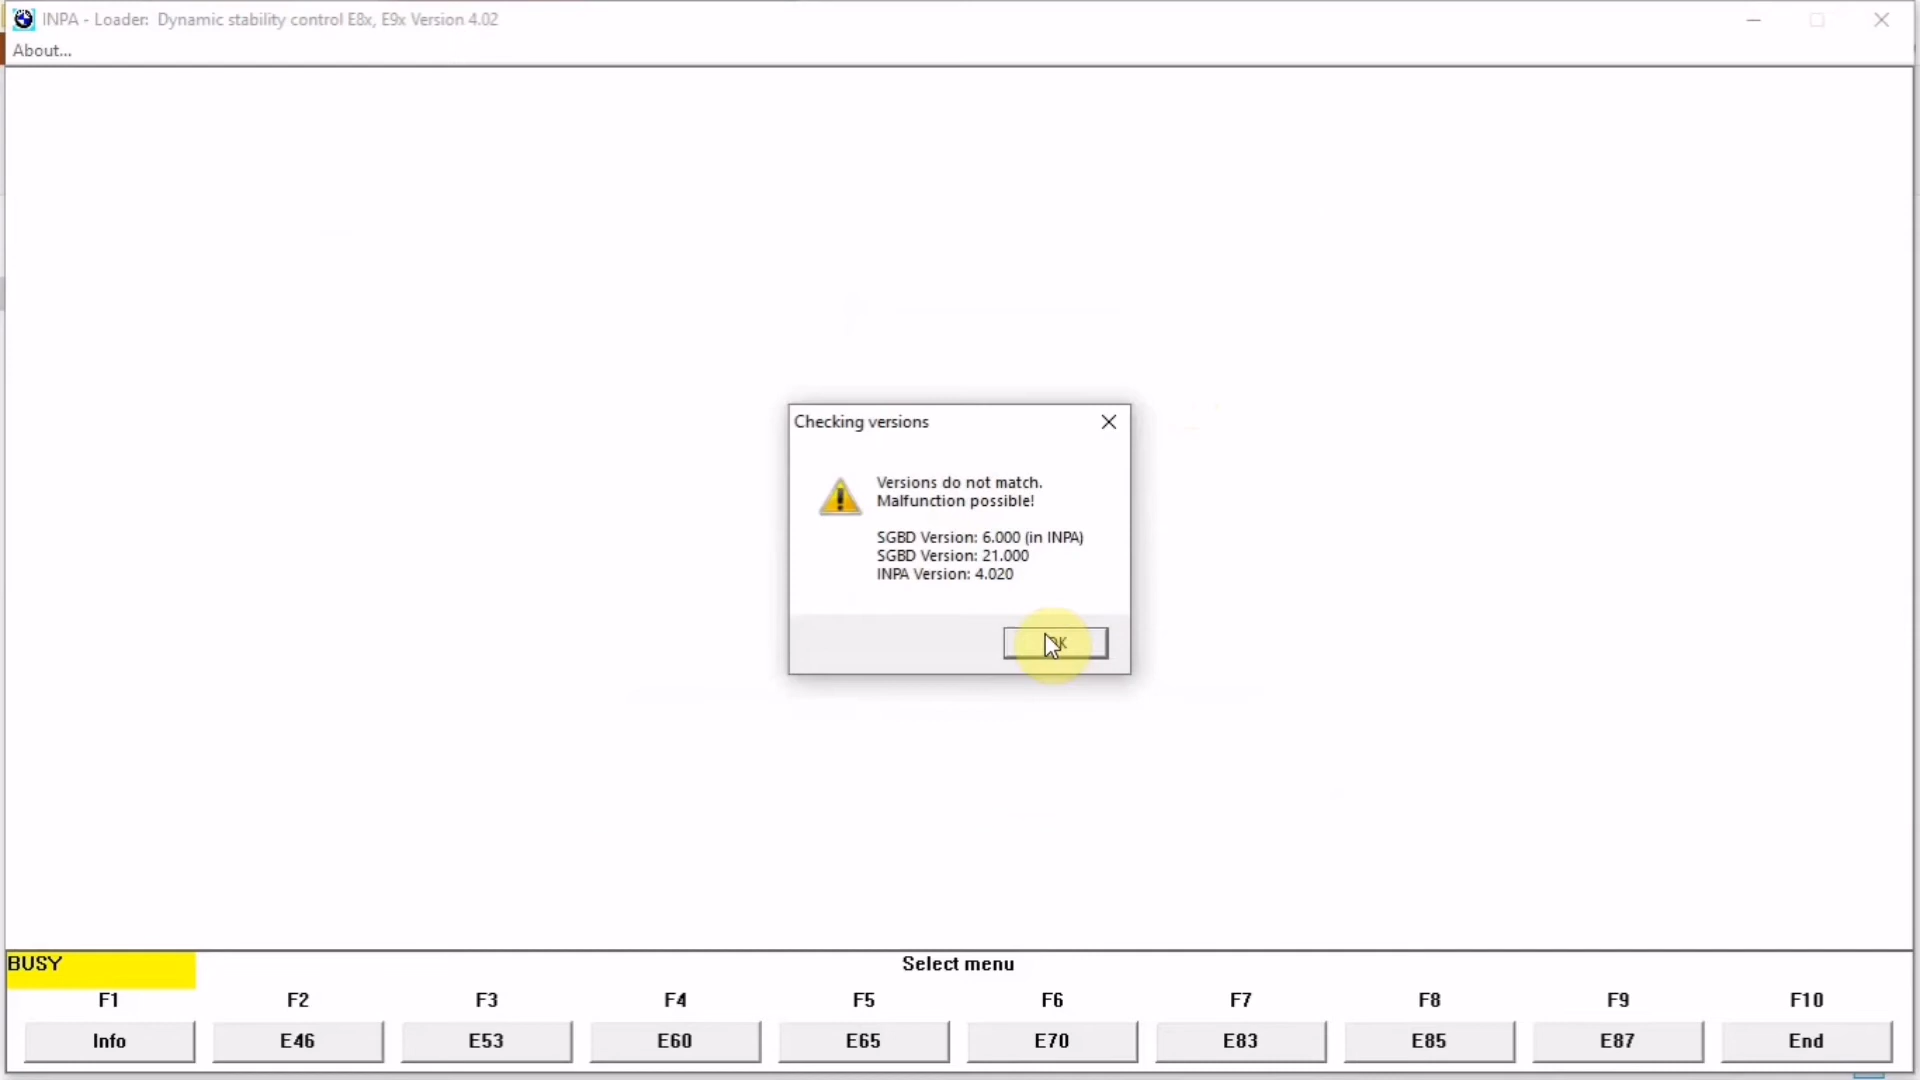 INPA - Loader: Dynamic stability control E8x, E9x Version 4.02
About...
Checking versions
Versions do not match.
Malfunction possible!
SGBD Version: 6.000 (in INPA)
SGBD Version: 21.000
INPA Version: 4.020
OK
BUSY
Select menu
F1 F2 F3 F4 F5 F6 F7 F8 F9 F10
Info E46 E53 E60 E65 E70 E83 E85 E87 End